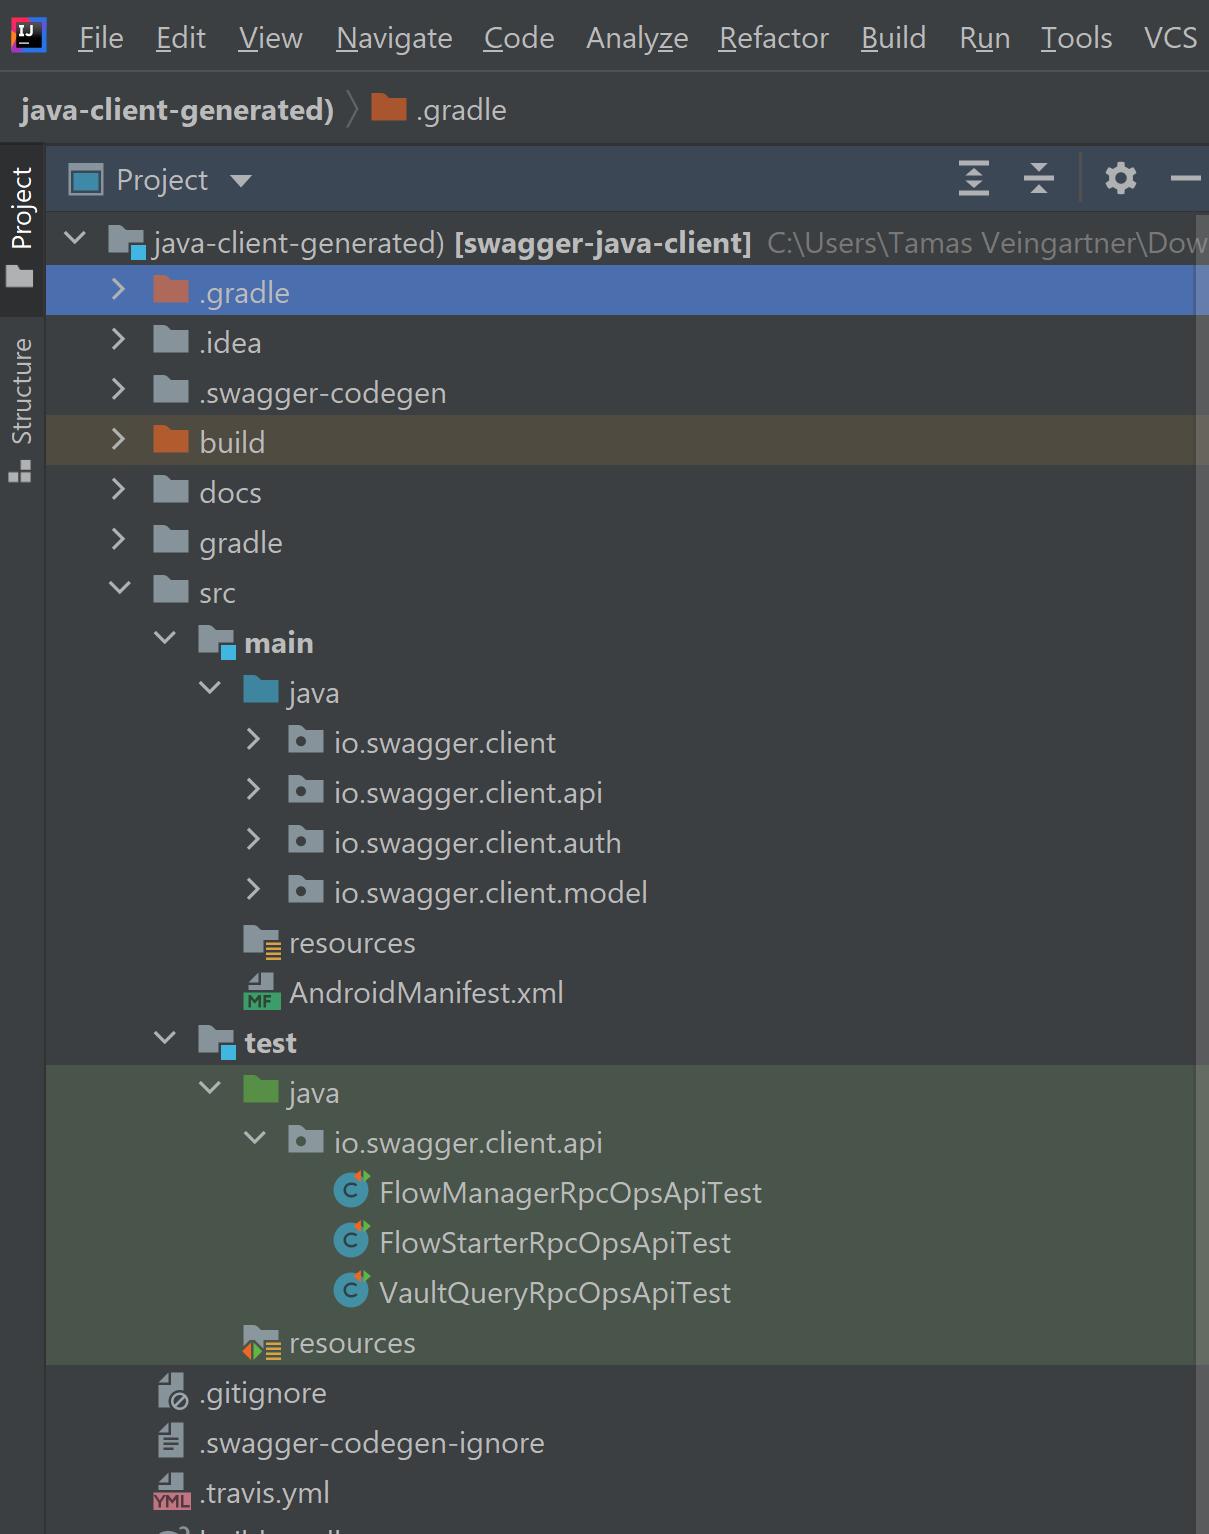 IJ File Edit View Navigate Code Analyze Refactor Build Run Tools VCS
java-client-generated) .gradle
Project
Structure
Project
java-client-generated) [swagger-java-client] C:\Users\Tamas Veingartner\Dow
.gradle
.idea
.swagger-codegen
build
docs
gradle
src
main
java
io.swagger.client
io.swagger.client.api
io.swagger.client.auth
io.swagger.client.model
resources
MF AndroidManifest.xml
test
java
io.swagger.client.api
C FlowManagerRpcOpsApiTest
C FlowStarterRpcOpsApiTest
C VaultQueryRpcOpsApiTest
resources
.gitignore
.swagger-codegen-ignore
YML .travis.yml